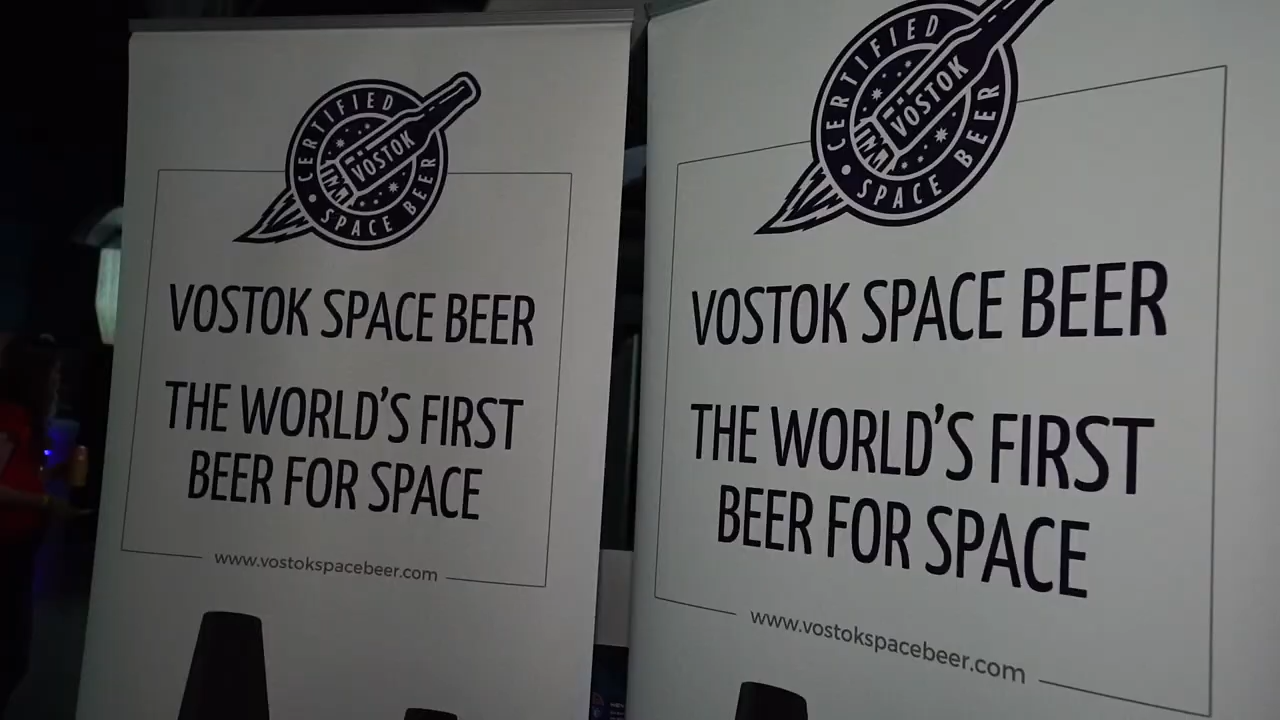 CERTIFIED
VOSTOK
SPACE BEER
VOSTOK SPACE BEER
THE WORLD'S FIRST
BEER FOR SPACE
www.vostokspacebeer.com
CERTIFIED
VOSTOK
SPACE BEER
VOSTOK SPACE BEER
THE WORLD'S FIRST
BEER FOR SPACE
www.vostokspacebeer.com